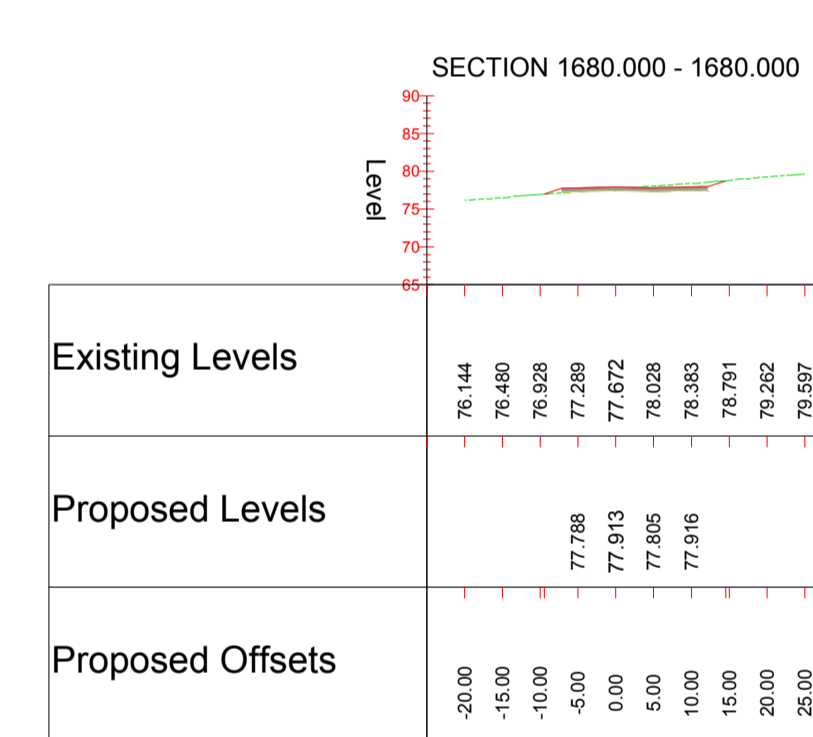 SECTION 1680.000 - 1680.000
90
85
80
75
70
65
Level
Existing Levels
76.144 76.480 76.928 77.289 77.672 78.028 78.383 78.791 79.262 79.597
Proposed Levels
77.788 77.913 77.805 77.916
Proposed Offsets
-20.00 -15.00 -10.00 -5.00 0.00 5.00 10.00 15.00 20.00 25.00